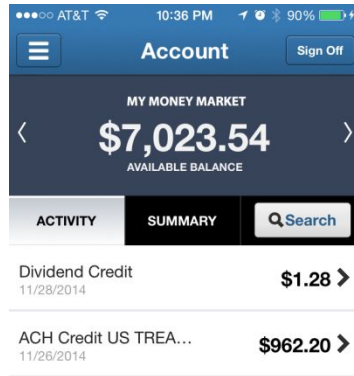 AT&T 10:36 PM 90%
Account Sign Off
MY MONEY MARKET
$7,023.54
AVAILABLE BALANCE
ACTIVITY SUMMARY Search
Dividend Credit
11/28/2014
$1.28
ACH Credit US TREA...
11/26/2014
$962.20